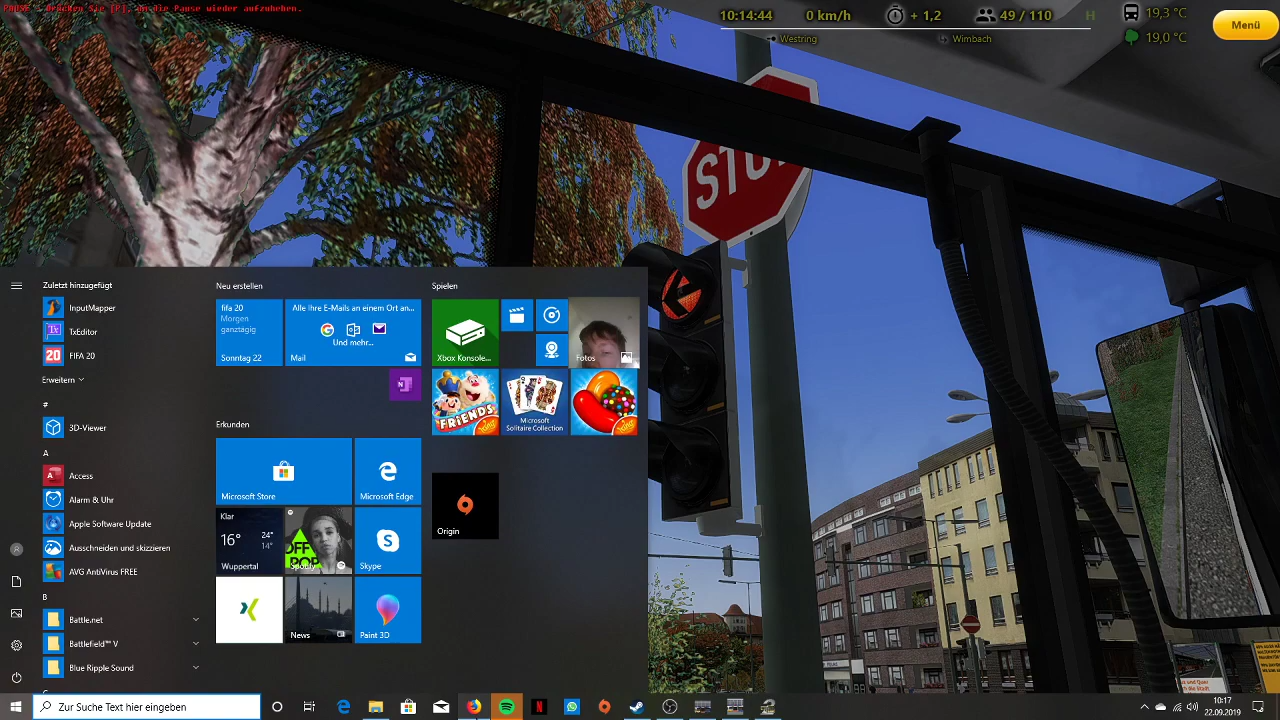 PAUSE - Drücken Sie [P], um die Pause wieder aufzuheben.
10:14:44
0 km/h
+ 1,2
49 / 110
H
19,3 °C
19,0 °C
Menü
Westring
Wimbach
STOP
Zuletzt hinzugefügt
InputMapper
TxEditor
20
FIFA 20
Erweitern
#
3D-Viewer
A
Access
Alarm & Uhr
Apple Software Update
Ausschneiden und skizzieren
AVG AntiVirus FREE
B
Battle.net
Battlefield™ V
Blue Ripple Sound
Neu erstellen
fifa 20
Morgen
ganztägig
Sonntag 22
Alle Ihre E-Mails an einem Ort an...
Und mehr...
Mail
Erkunden
Microsoft Store
Microsoft Edge
Klar
16°
24°
14°
Wuppertal
OFF
Spotify
Skype
News
Paint 3D
Spielen
Xbox Konsole...
Fotos
FRIENDS
King
Microsoft
Solitaire Collection
King
Origin
Zur Suche Text hier eingeben
10:17
22.09.2019